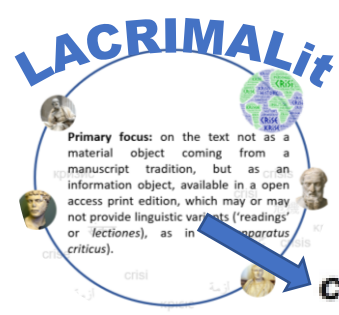 LACRIMALit
Primary focus: on the text not as a
material object coming from a
manuscript tradition, but as an
information object, available in a open
access print edition, which may or may
not provide linguistic variants ('readings'
or lectiones), as in apparatus
criticus).
crisi